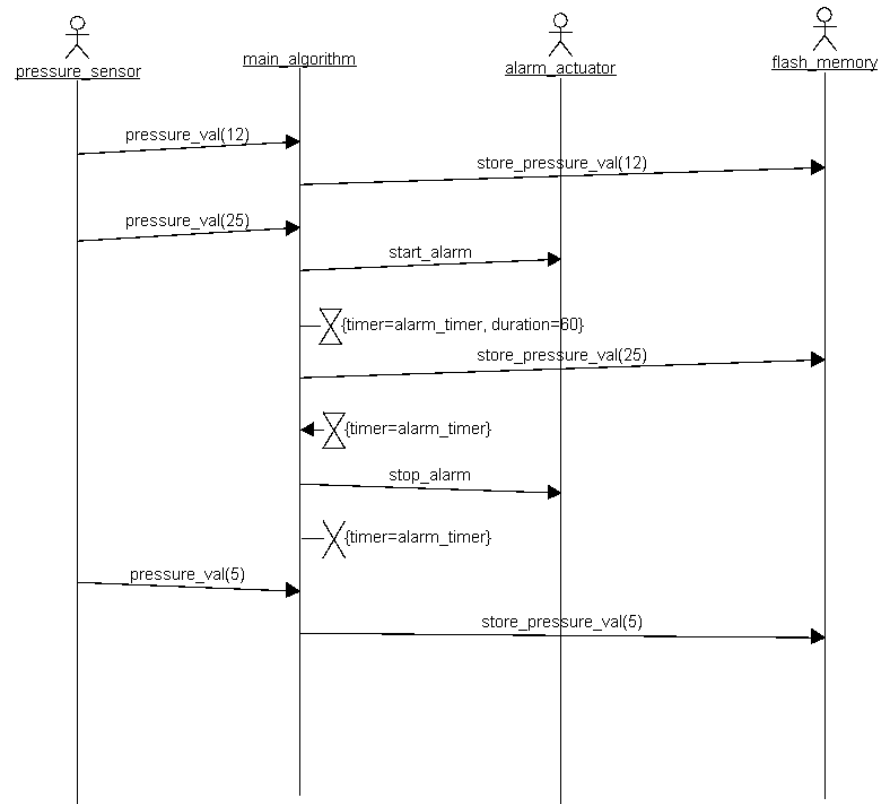 pressure_sensor
main_algorithm
alarm_actuator
flash_memory
pressure_val(12)
store_pressure_val(12)
pressure_val(25)
start_alarm
{timer=alarm_timer, duration=60}
store_pressure_val(25)
{timer=alarm_timer}
stop_alarm
{timer=alarm_timer}
pressure_val(5)
store_pressure_val(5)